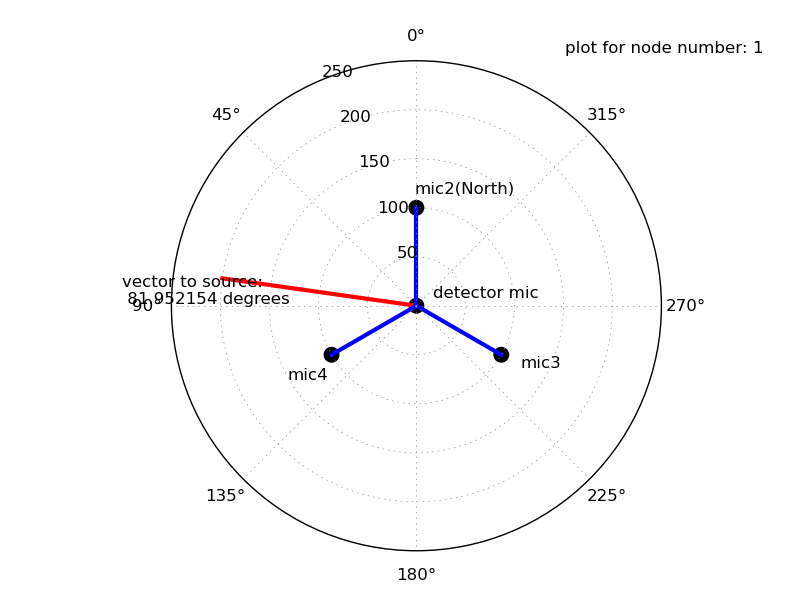 0°
plot for node number: 1
250
45°
200
315°
150
mic2(North)
100
50
vector to source:
81.952154 degrees
detector mic
90°
270°
mic4
mic3
135°
225°
180°